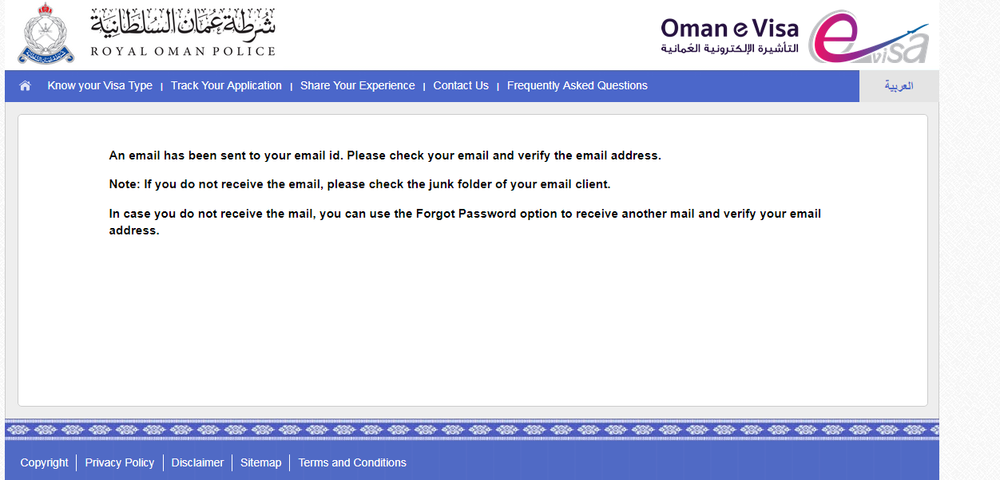 شرطة عمان السلطانية
ROYAL OMAN POLICE
Oman e Visa
التأشيرة الإلكترونية العُمانية
e visa
Know your Visa Type | Track Your Application | Share Your Experience | Contact Us | Frequently Asked Questions
العربية
An email has been sent to your email id. Please check your email and verify the email address.
Note: If you do not receive the email, please check the junk folder of your email client.
In case you do not receive the mail, you can use the Forgot Password option to receive another mail and verify your email
address.
Copyright | Privacy Policy | Disclaimer | Sitemap | Terms and Conditions